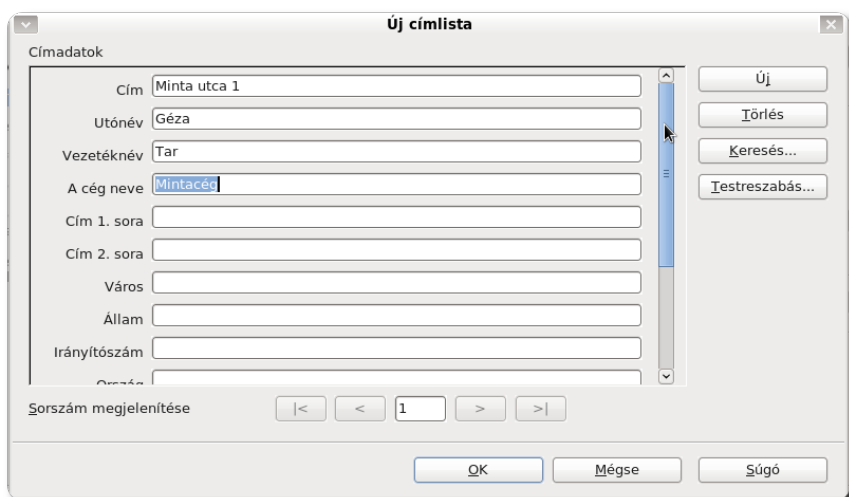 Új címlista
Címadatok
Cím Minta utca 1
Utónév Géza
Vezetéknév Tar
A cég neve Mintacég
Cím 1. sora
Cím 2. sora
Város
Állam
Irányítószám
Ország
Új
Törlés
Keresés...
Testreszabás...
Sorszám megjelenítése |< < 1 > >|
OK Mégse Súgó